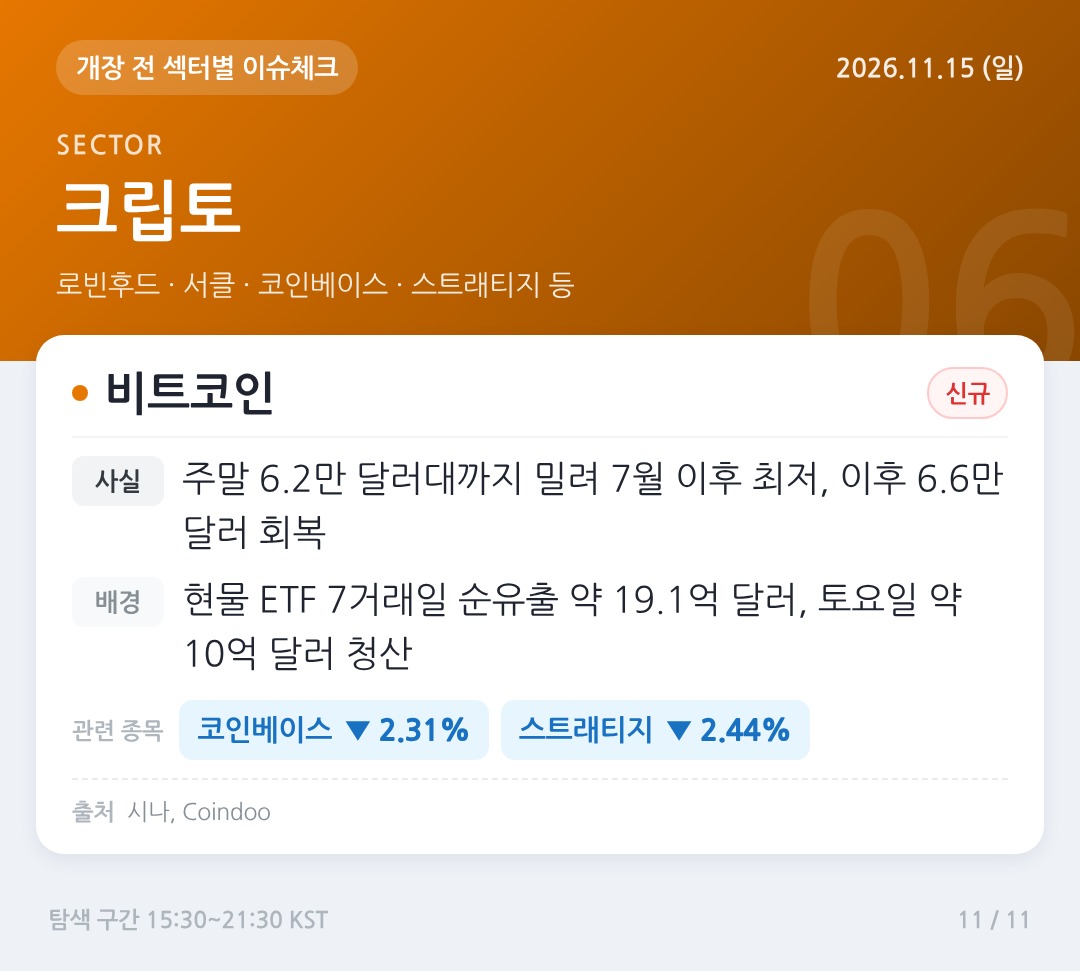 개장 전 섹터별 이슈체크
2026.11.15 (일)
SECTOR
크립토
로빈후드 · 서클 · 코인베이스 · 스트래티지 등
06
비트코인
신규
사실
주말 6.2만 달러대까지 밀려 7월 이후 최저, 이후 6.6만
달러 회복
배경
현물 ETF 7거래일 순유출 약 19.1억 달러, 토요일 약
10억 달러 청산
관련 종목
코인베이스 ▼ 2.31%
스트래티지 ▼ 2.44%
출처 시나, Coindoo
탐색 구간 15:30~21:30 KST
11 / 11